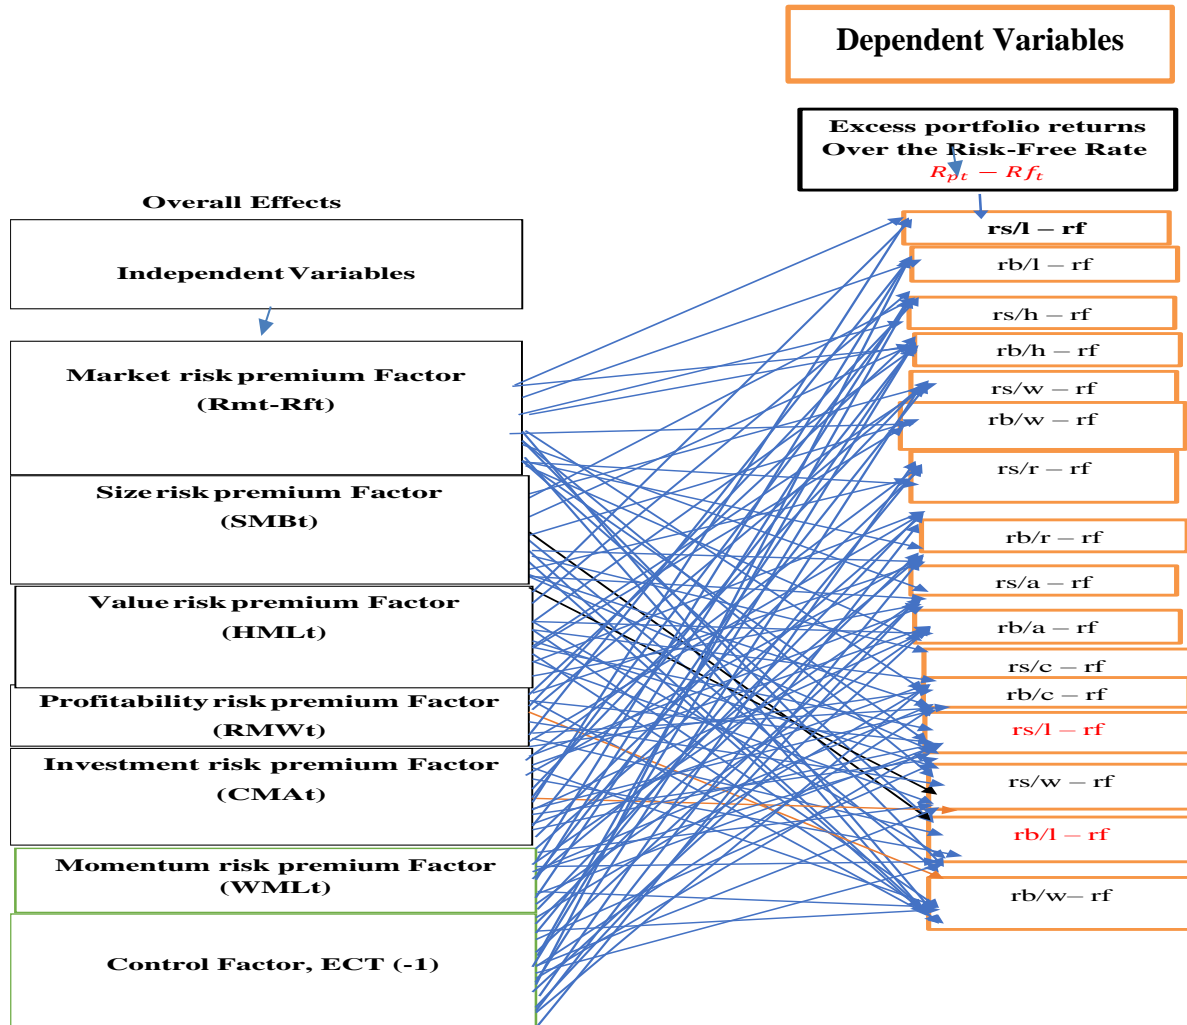 Dependent Variables
Excess portfolio returns
Over the Risk-Free Rate
R_{pt} − Rf_t
Overall Effects
Independent Variables
Market risk premium Factor
(Rmt-Rft)
Size risk premium Factor
(SMBt)
Value risk premium Factor
(HMLt)
Profitability risk premium Factor
(RMWt)
Investment risk premium Factor
(CMAt)
Momentum risk premium Factor
(WMLt)
Control Factor, ECT (-1)
rs/l – rf
rb/l – rf
rs/h – rf
rb/h – rf
rs/w – rf
rb/w – rf
rs/r – rf
rb/r – rf
rs/a – rf
rb/a – rf
rs/c – rf
rb/c – rf
rs/l – rf
rs/w – rf
rb/l – rf
rb/w– rf